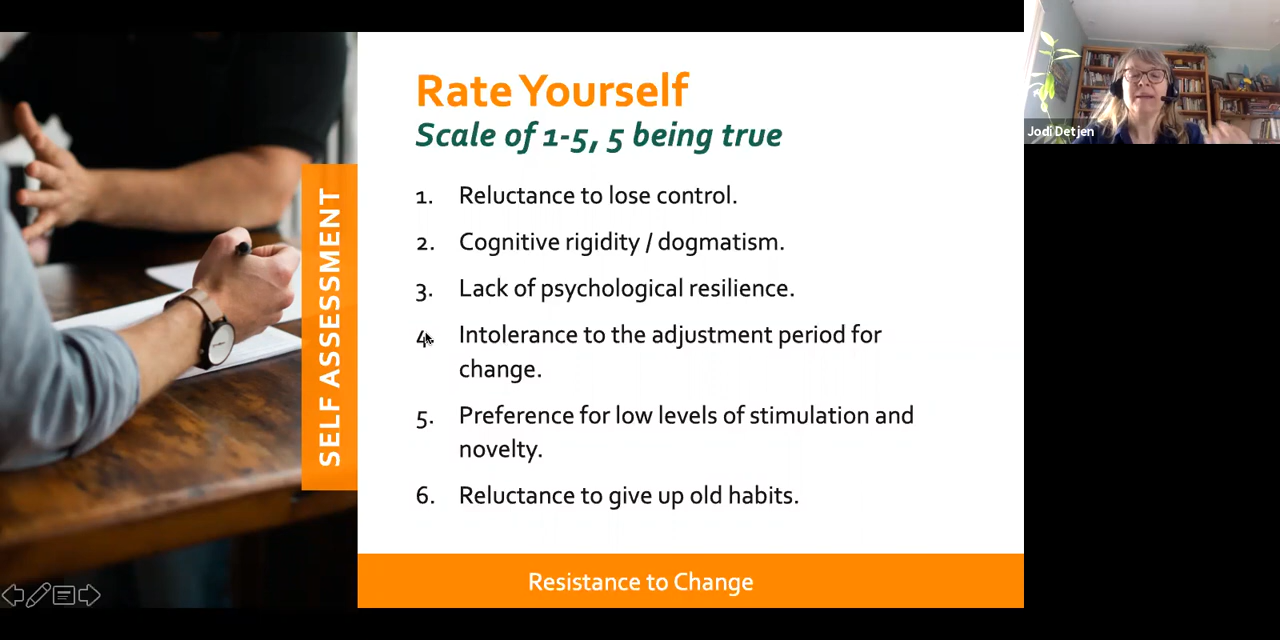 Rate Yourself
Scale of 1-5, 5 being true
1. Reluctance to lose control.
2. Cognitive rigidity / dogmatism.
3. Lack of psychological resilience.
4. Intolerance to the adjustment period for
change.
5. Preference for low levels of stimulation and
novelty.
6. Reluctance to give up old habits.
SELF ASSESSMENT
Resistance to Change
Jodi Detjen